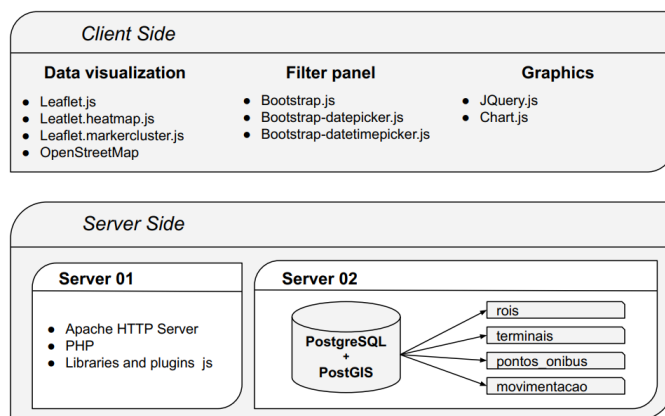 Client Side
Data visualization
● Leaflet.js
● Leatlet.heatmap.js
● Leaflet.markercluster.js
● OpenStreetMap
Filter panel
● Bootstrap.js
● Bootstrap-datepicker.js
● Bootstrap-datetimepicker.js
Graphics
● JQuery.js
● Chart.js
Server Side
Server 01
● Apache HTTP Server
● PHP
● Libraries and plugins js
Server 02
PostgreSQL
+
PostGIS
rois
terminais
pontos_onibus
movimentacao